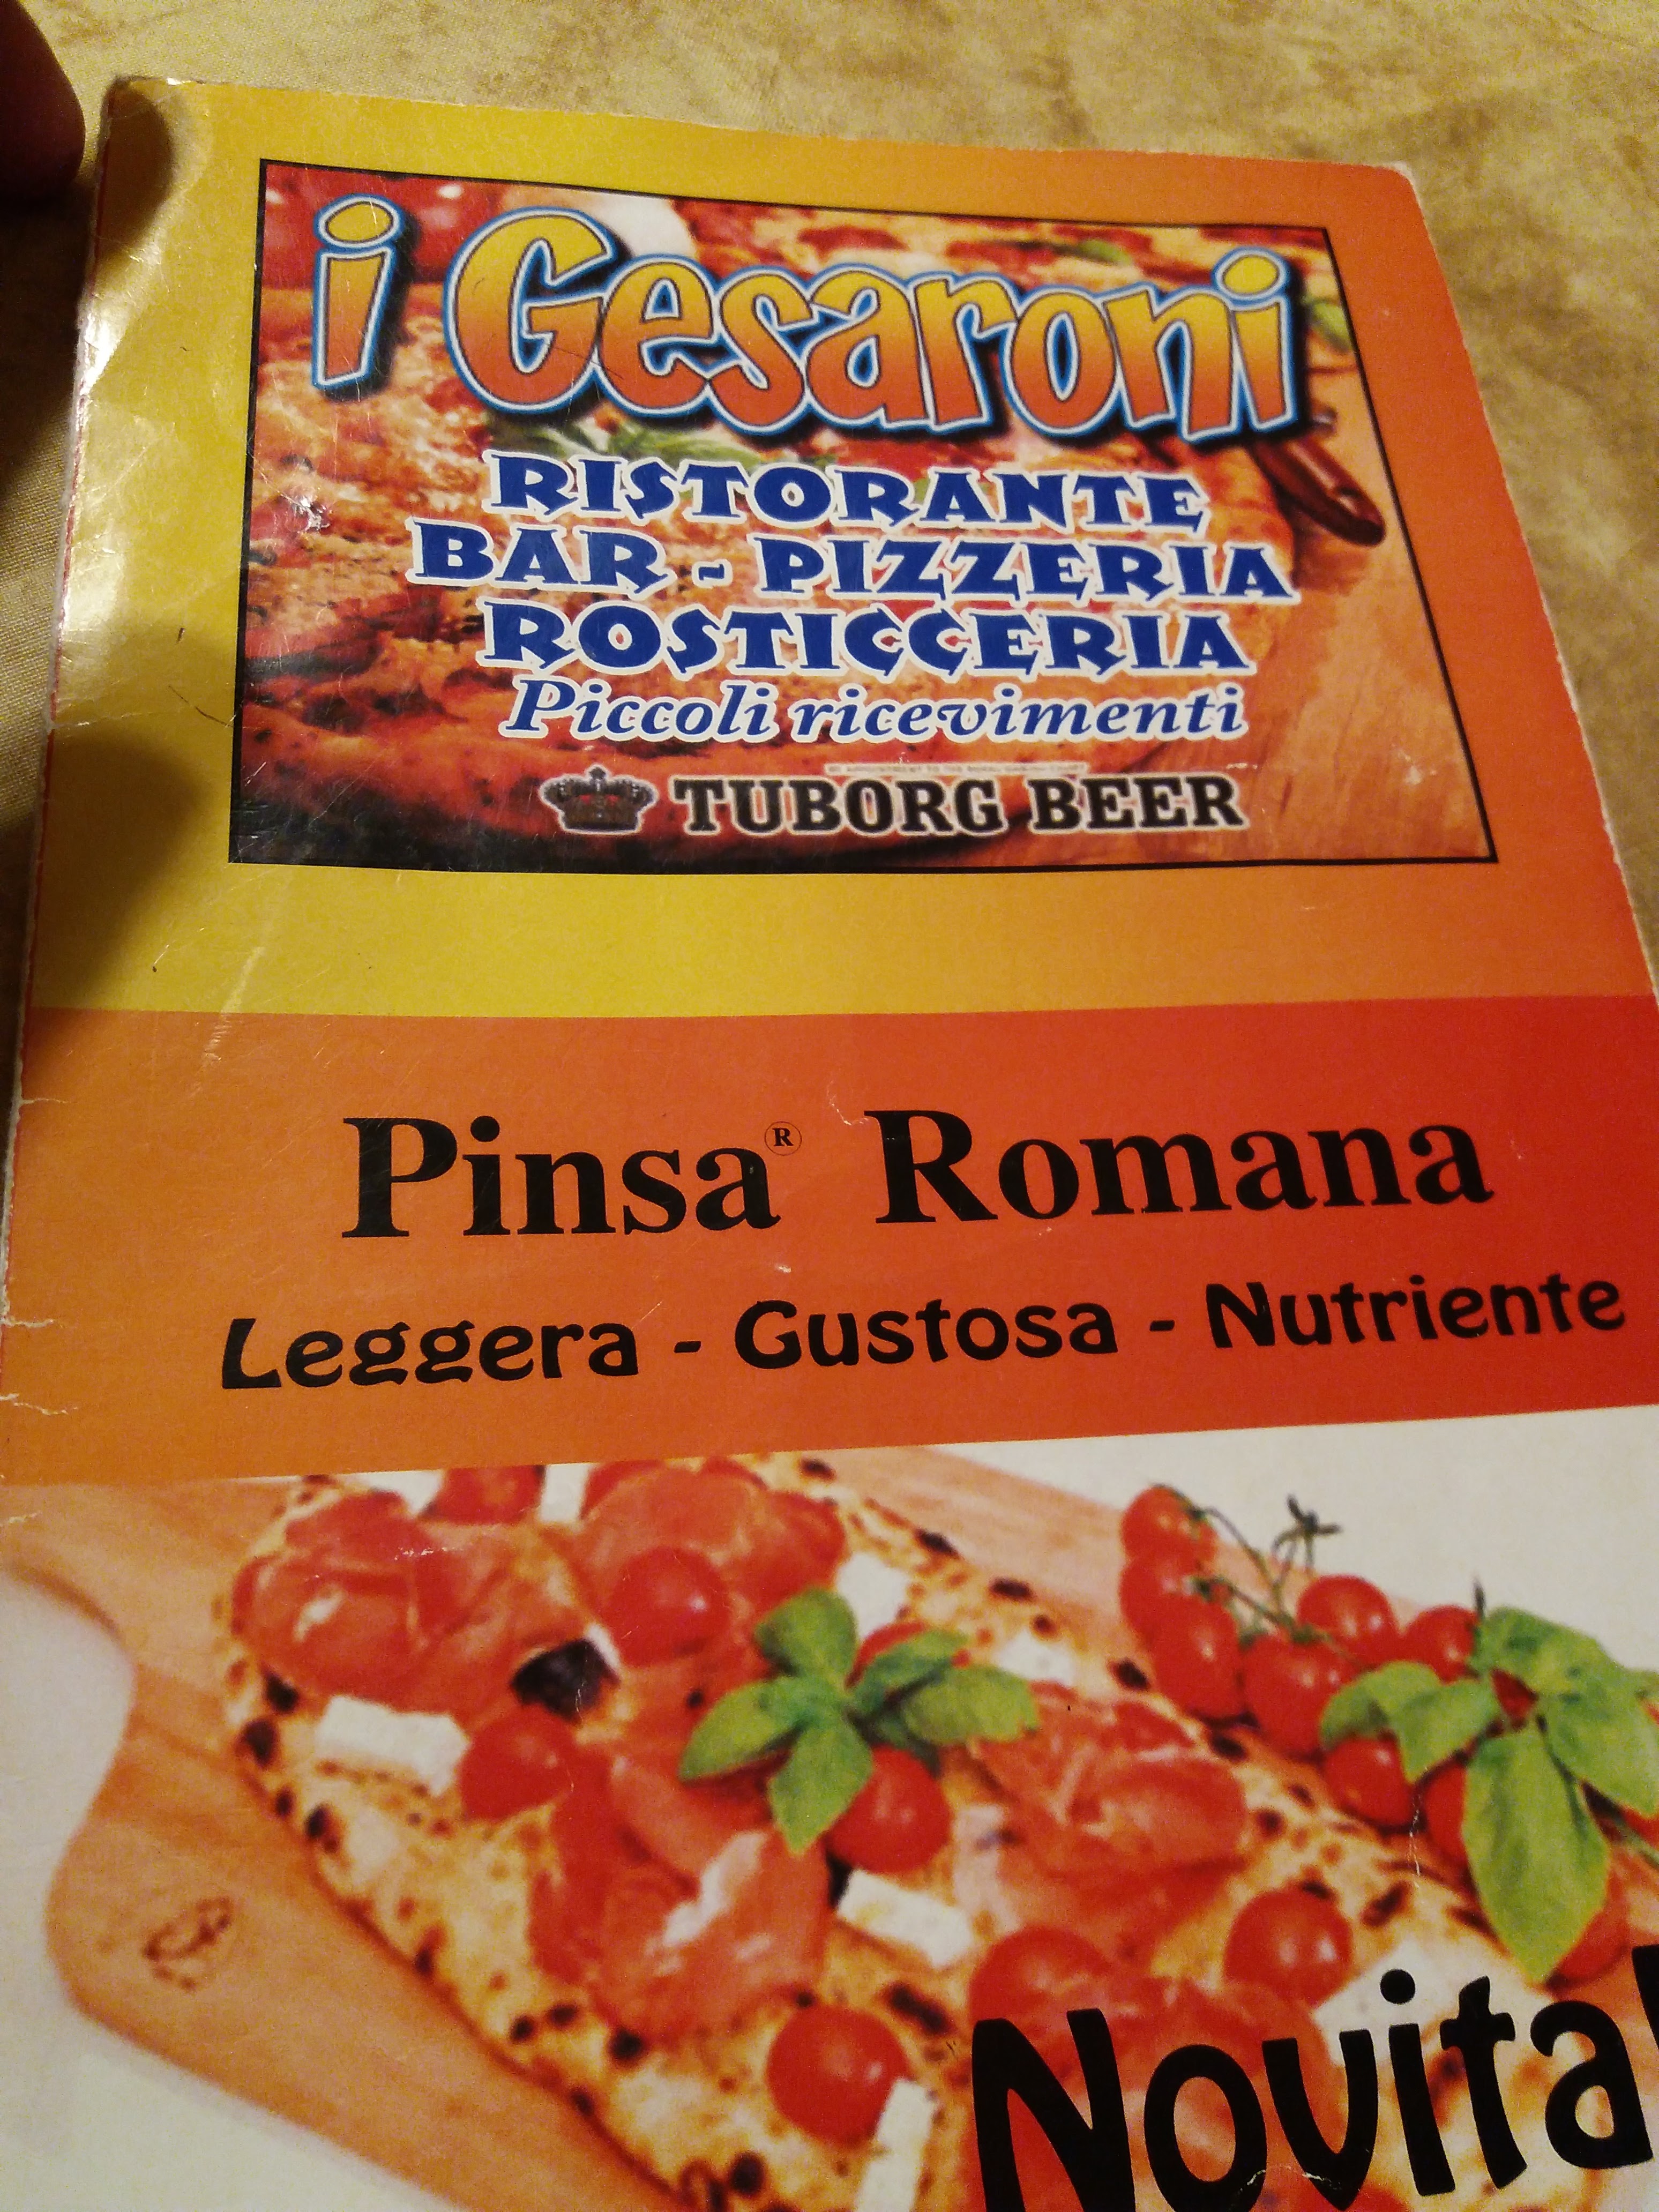 i Gesaroni
RISTORANTE
BAR - PIZZERIA
ROSTICCERIA
Piccoli ricevimenti
TUBORG BEER
Pinsa® Romana
Leggera - Gustosa - Nutriente
Novita!